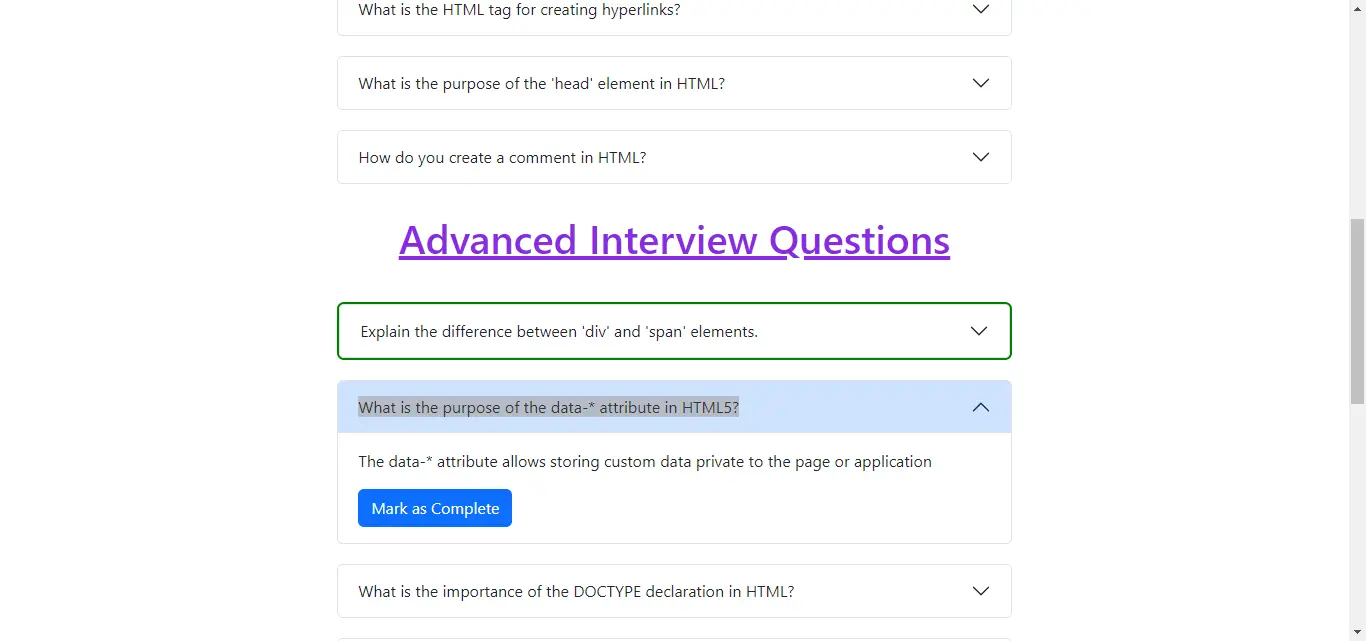 What is the HTML tag for creating hyperlinks?
What is the purpose of the 'head' element in HTML?
How do you create a comment in HTML?
Advanced Interview Questions
Explain the difference between 'div' and 'span' elements.
What is the purpose of the data-* attribute in HTML5?
The data-* attribute allows storing custom data private to the page or application
Mark as Complete
What is the importance of the DOCTYPE declaration in HTML?